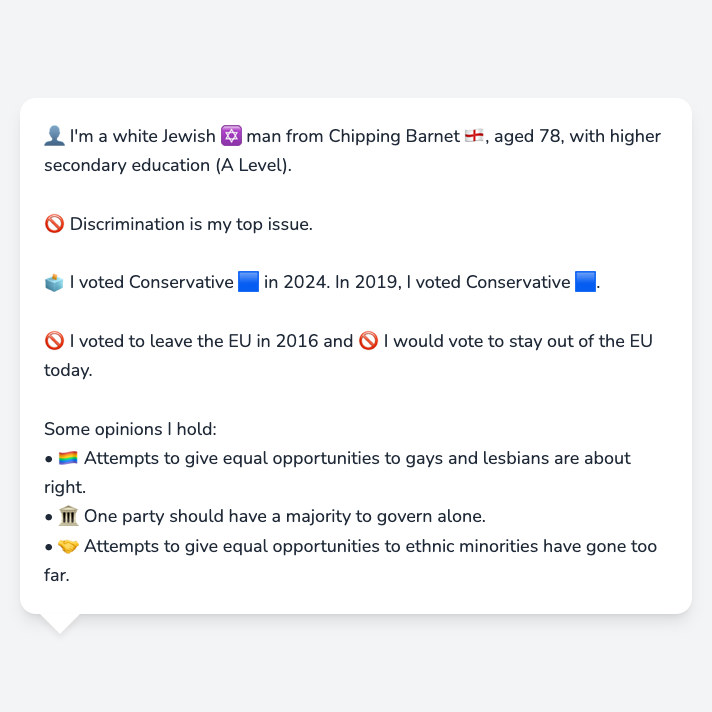 👤 I'm a white Jewish ✡️ man from Chipping Barnet 🏴󠁧󠁢󠁥󠁮󠁧󠁿, aged 78, with higher
secondary education (A Level).
🚫 Discrimination is my top issue.
🗳️ I voted Conservative 🟦 in 2024. In 2019, I voted Conservative 🟦.
🚫 I voted to leave the EU in 2016 and 🚫 I would vote to stay out of the EU
today.
Some opinions I hold:
• 🏳️‍🌈 Attempts to give equal opportunities to gays and lesbians are about
right.
• 🏛️ One party should have a majority to govern alone.
• 🤝 Attempts to give equal opportunities to ethnic minorities have gone too
far.